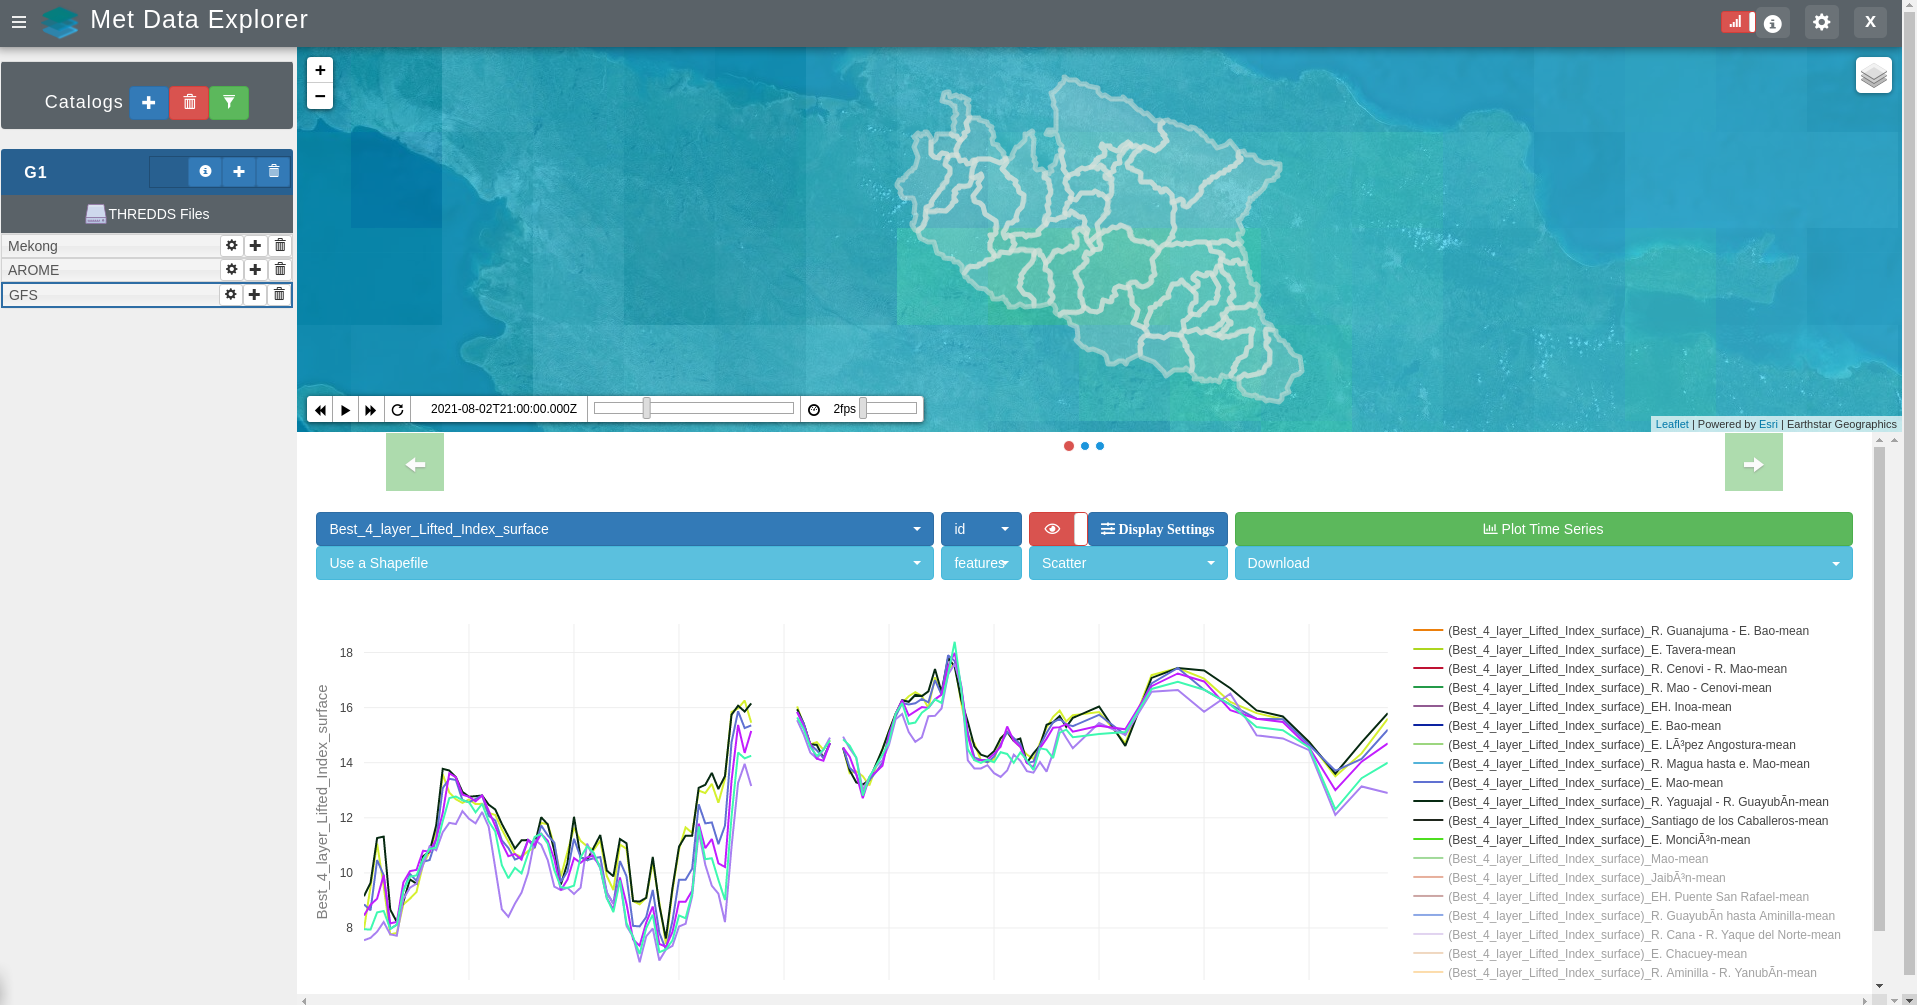 Met Data Explorer
X
Catalogs
G1
THREDDS Files
Mekong
AROME
GFS
+
−
2021-08-02T21:00:00.000Z
2fps
Leaflet | Powered by Esri | Earthstar Geographics
Best_4_layer_Lifted_Index_surface
id
Display Settings
Plot Time Series
Use a Shapefile
features
Scatter
Download
Best_4_layer_Lifted_Index_surface
18
16
14
12
10
8
(Best_4_layer_Lifted_Index_surface)_R. Guanajuma - E. Bao-mean
(Best_4_layer_Lifted_Index_surface)_E. Tavera-mean
(Best_4_layer_Lifted_Index_surface)_R. Cenovi - R. Mao-mean
(Best_4_layer_Lifted_Index_surface)_R. Mao - Cenovi-mean
(Best_4_layer_Lifted_Index_surface)_EH. Inoa-mean
(Best_4_layer_Lifted_Index_surface)_E. Bao-mean
(Best_4_layer_Lifted_Index_surface)_E. LÃ³pez Angostura-mean
(Best_4_layer_Lifted_Index_surface)_R. Magua hasta e. Mao-mean
(Best_4_layer_Lifted_Index_surface)_E. Mao-mean
(Best_4_layer_Lifted_Index_surface)_R. Yaguajal - R. GuayubÃn-mean
(Best_4_layer_Lifted_Index_surface)_Santiago de los Caballeros-mean
(Best_4_layer_Lifted_Index_surface)_E. MonciÃ³n-mean
(Best_4_layer_Lifted_Index_surface)_Mao-mean
(Best_4_layer_Lifted_Index_surface)_JaibÃ³n-mean
(Best_4_layer_Lifted_Index_surface)_EH. Puente San Rafael-mean
(Best_4_layer_Lifted_Index_surface)_R. GuayubÃn hasta Aminilla-mean
(Best_4_layer_Lifted_Index_surface)_R. Cana - R. Yaque del Norte-mean
(Best_4_layer_Lifted_Index_surface)_E. Chacuey-mean
(Best_4_layer_Lifted_Index_surface)_R. Aminilla - R. YanubÃn-mean